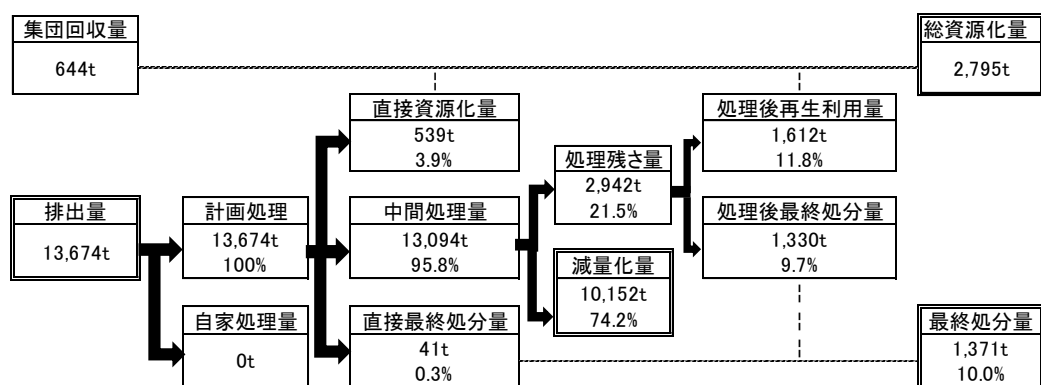 集団回収量
644t
総資源化量
2,795t
直接資源化量
539t
3.9%
処理後再生利用量
1,612t
11.8%
処理残さ量
2,942t
21.5%
排出量
13,674t
計画処理
13,674t
100%
中間処理量
13,094t
95.8%
処理後最終処分量
1,330t
9.7%
減量化量
10,152t
74.2%
自家処理量
0t
直接最終処分量
41t
0.3%
最終処分量
1,371t
10.0%